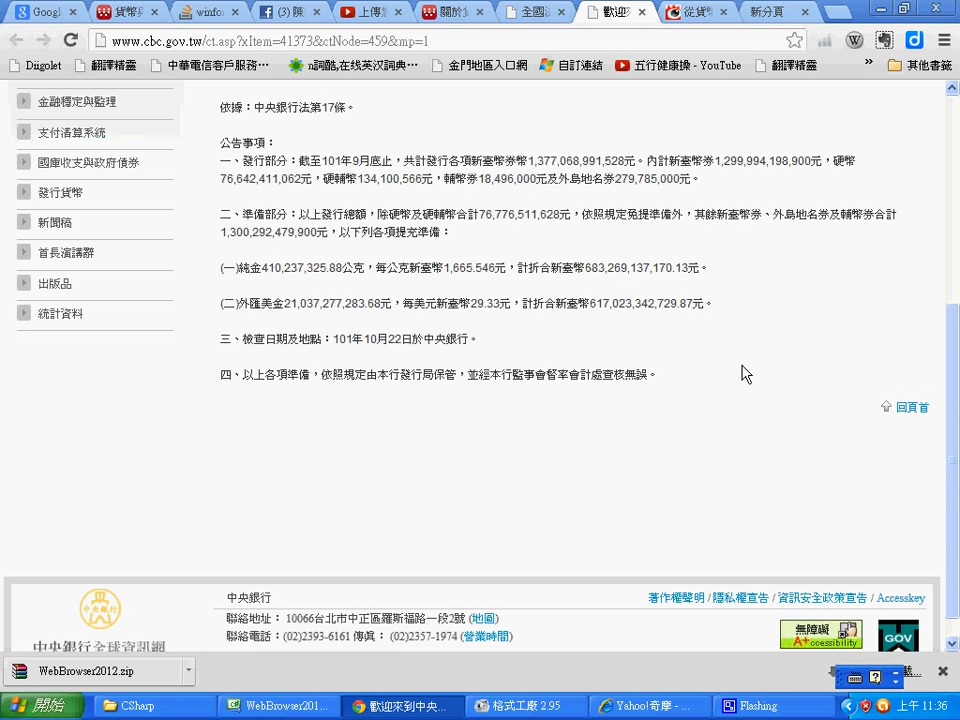 Google
貨幣
winfo
(3) 陳
上傳
關於
全國
歡迎
從貨
新分頁
www.cbc.gov.tw/ct.asp?xItem=41373&ctNode=459&mp=1
Diigolet
翻譯精靈
中華電信客戶服務…
n詞酷,在线英汉詞典…
金門地區入口網
自訂連結
五行健康操- YouTube
翻譯精靈
»
其他書籤
金融穩定與監理
支付清算系統
國庫收支與政府債券
發行貨幣
新聞稿
首長演講辭
出版品
統計資料
依據：中央銀行法第17條。
公告事項：
一、發行部分：截至101年9月底止，共計發行各項新臺幣券幣1,377,068,991,528元。內計新臺幣券1,299,994,198,900元，硬幣
76,642,411,062元，硬輔幣134,100,566元，輔幣券18,496,000元及外島地名券279,785,000元。
二、準備部分：以上發行總額，除硬幣及硬輔幣合計76,776,511,628元，依照規定免提準備外，其餘新臺幣券、外島地名券及輔幣券合計
1,300,292,479,900元，以下列各項提充準備：
(一)純金410,237,325.88公克，每公克新臺幣1,665.546元，計折合新臺幣683,269,137,170.13元。
(二)外匯美金21,037,277,283.68元，每美元新臺幣29.33元，計折合新臺幣617,023,342,729.87元。
三、檢查日期及地點：101年10月22日於中央銀行。
四、以上各項準備，依照規定由本行發行局保管，並經本行監事會督率會計處查核無誤。
回頁首
中央銀行
著作權聲明 / 隱私權宣告 / 資訊安全政策宣告 / Accesskey
聯絡地址： 10066台北市中正區羅斯福路一段2號 (地圖)
聯絡電話：(02)2393-6161 傳真： (02)2357-1974 (營業時間)
中央銀行
中央銀行全球資訊網
無障礙
A+ccessibility
GOV
WebBrowser2012.zip
開始
CSharp
WebBrowser201...
歡迎來到中央...
格式工廠 2.95
Yahoo!奇摩 - ...
Flashing
上午 11:36